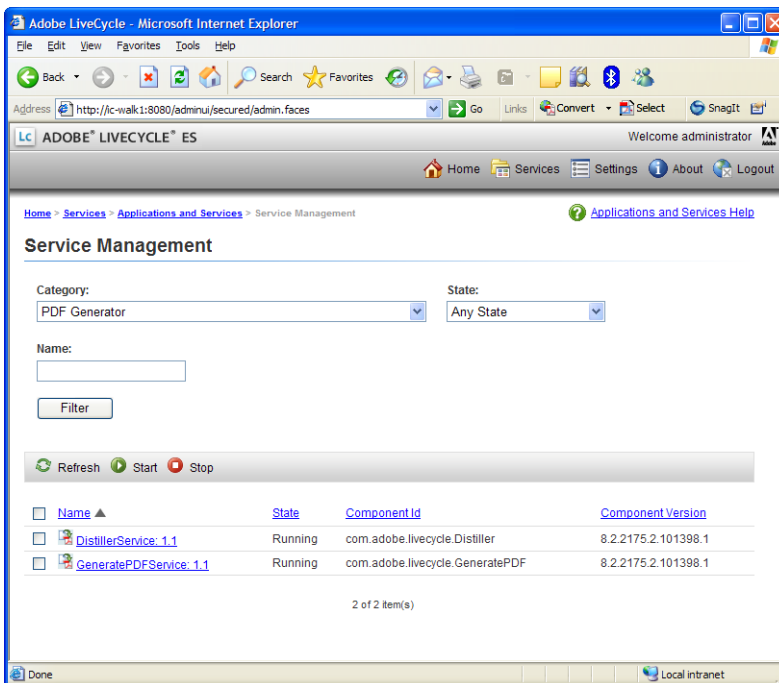 Adobe LiveCycle - Microsoft Internet Explorer
File Edit View Favorites Tools Help
Back Search Favorites
Address http://ic-walk1:8080/adminui/secured/admin.faces Go Links Convert Select SnagIt
LC ADOBE® LIVECYCLE® ES Welcome administrator Adobe
Home Services Settings About Logout
Home > Services > Applications and Services > Service Management Applications and Services Help
Service Management
Category: State:
PDF Generator Any State
Name:
Filter
Refresh Start Stop
Name State Component Id Component Version
DistillerService: 1.1 Running com.adobe.livecycle.Distiller 8.2.2175.2.101398.1
GeneratePDFService: 1.1 Running com.adobe.livecycle.GeneratePDF 8.2.2175.2.101398.1
2 of 2 item(s)
Done Local intranet